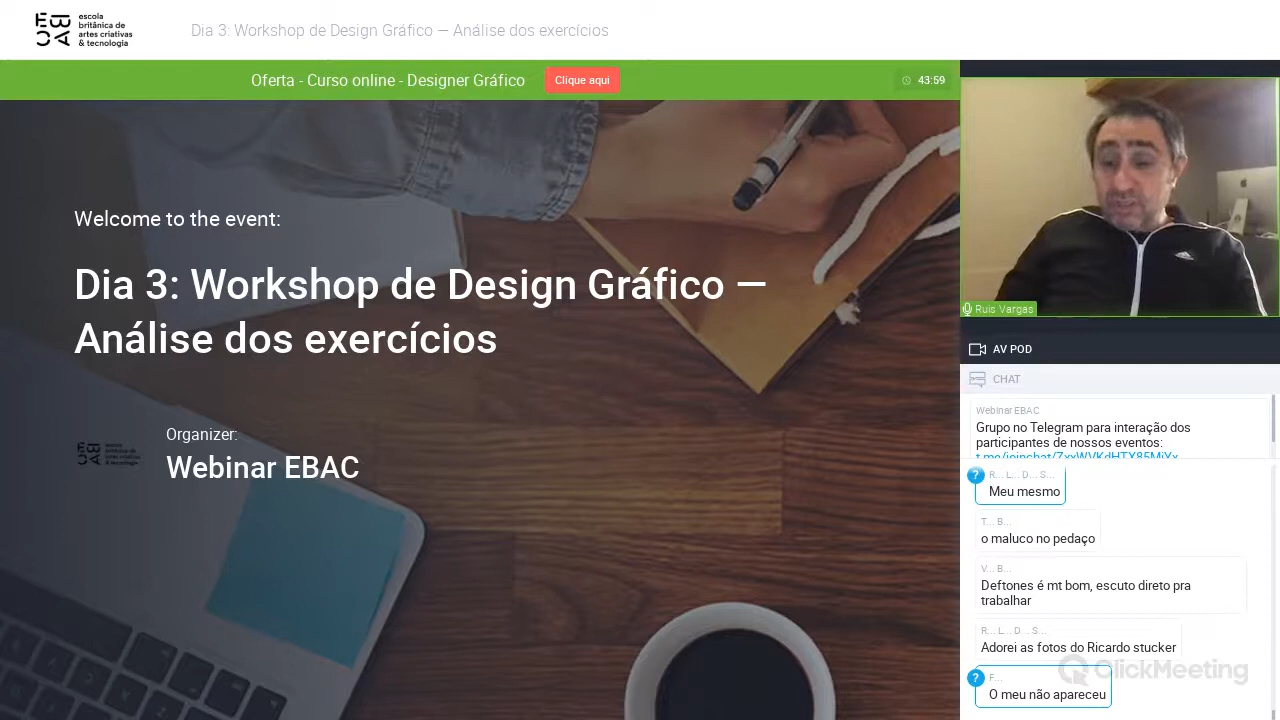 EBAC
escola
britânica de
artes criativas
& tecnologia
Dia 3: Workshop de Design Gráfico — Análise dos exercícios
Oferta - Curso online - Designer Gráfico
Clique aqui
43:59
Welcome to the event:
Dia 3: Workshop de Design Gráfico —
Análise dos exercícios
Organizer:
Webinar EBAC
Ruis Vargas
AV POD
CHAT
Webinar EBAC
Grupo no Telegram para interação dos
participantes de nossos eventos:
R... L... D... S...
Meu mesmo
T... B...
o maluco no pedaço
V... B...
Deftones é mt bom, escuto direto pra
trabalhar
R... L... D... S...
Adorei as fotos do Ricardo stucker
ClickMeeting
? F...
O meu não apareceu